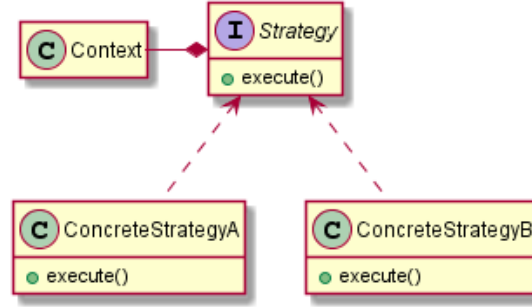 C Context
I Strategy
execute()
C ConcreteStrategyA
execute()
C ConcreteStrategyB
execute()